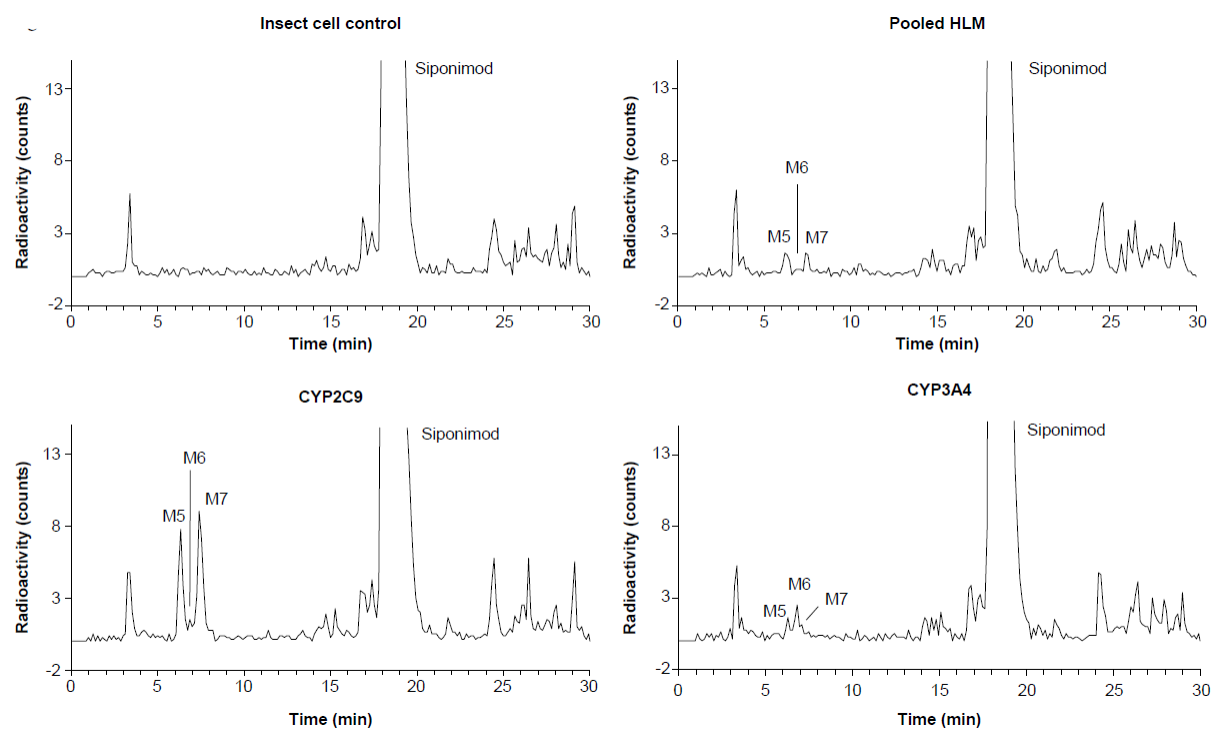 Insect cell control
Siponimod
13
8
3
-2
0 5 10 15 20 25 30
Radioactivity (counts)
Time (min)
Pooled HLM
Siponimod
M6
M5 M7
13
8
3
-2
0 5 10 15 20 25 30
Radioactivity (counts)
Time (min)
CYP2C9
Siponimod
M6
M5 M7
13
8
3
-2
0 5 10 15 20 25 30
Radioactivity (counts)
Time (min)
CYP3A4
Siponimod
M6
M5 M7
13
8
3
-2
0 5 10 15 20 25 30
Radioactivity (counts)
Time (min)